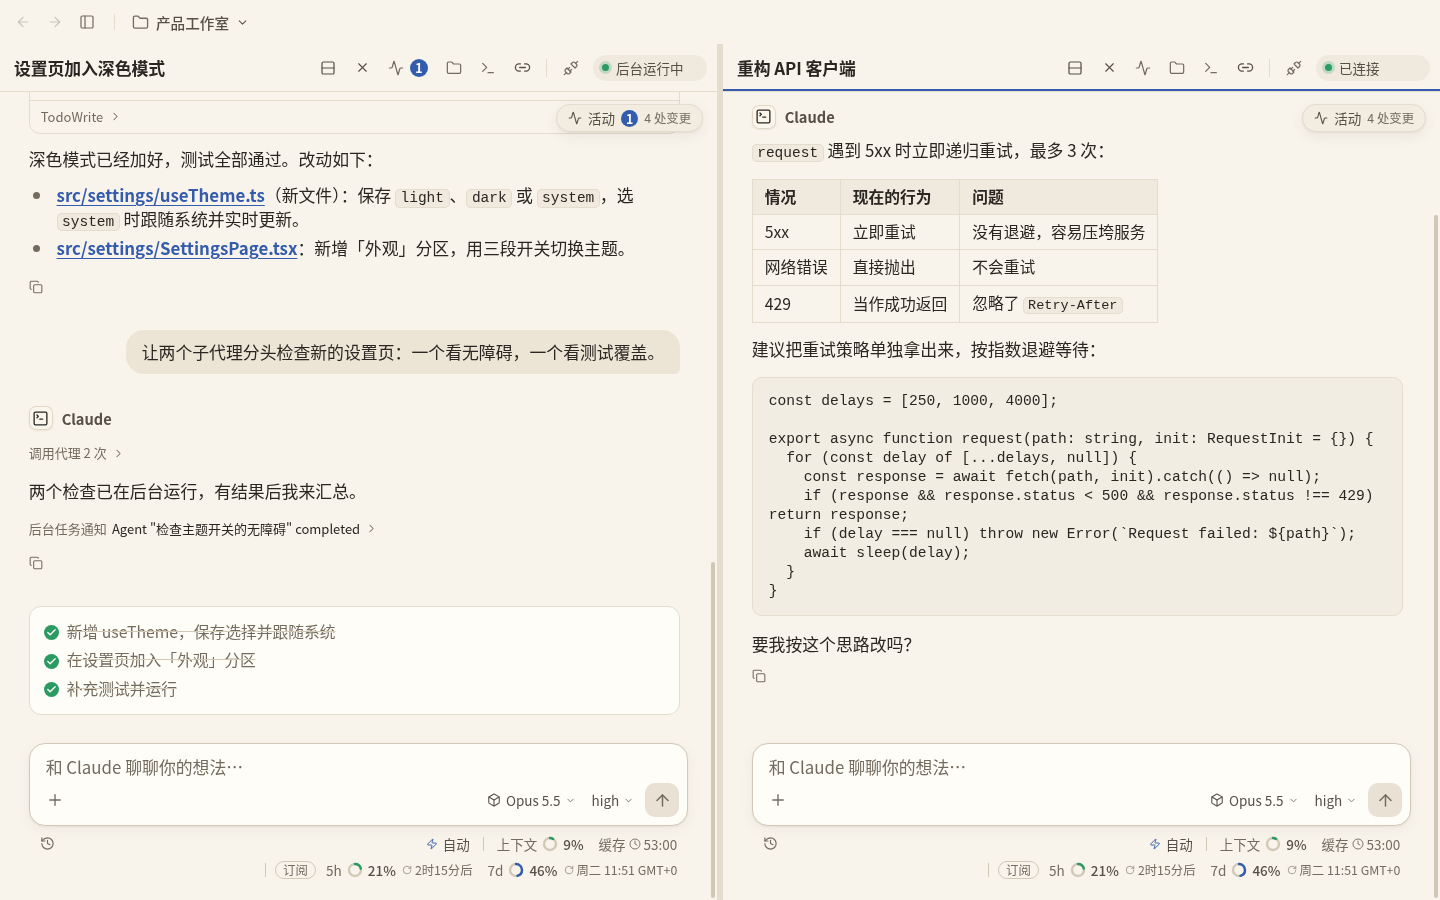 产品工作室
设置页加入深色模式
1
后台运行中
TodoWrite
活动 1 4 处变更
深色模式已经加好，测试全部通过。改动如下：
src/settings/useTheme.ts（新文件）：保存 light、dark 或 system，选
system 时跟随系统并实时更新。
src/settings/SettingsPage.tsx：新增「外观」分区，用三段开关切换主题。
让两个子代理分头检查新的设置页：一个看无障碍，一个看测试覆盖。
Claude
调用代理 2 次
两个检查已在后台运行，有结果后我来汇总。
后台任务通知 Agent "检查主题开关的无障碍" completed
新增 useTheme，保存选择并跟随系统
在设置页加入「外观」分区
补充测试并运行
和 Claude 聊聊你的想法…
Opus 5.5 high
自动 上下文 9% 缓存 53:00
订阅 5h 21% 2时15分后 7d 46% 周二 11:51 GMT+0
重构 API 客户端
已连接
Claude
活动 4 处变更
request 遇到 5xx 时立即递归重试，最多 3 次：
情况 现在的行为 问题
5xx 立即重试 没有退避，容易压垮服务
网络错误 直接抛出 不会重试
429 当作成功返回 忽略了 Retry-After
建议把重试策略单独拿出来，按指数退避等待：
const delays = [250, 1000, 4000];
export async function request(path: string, init: RequestInit = {}) {
  for (const delay of [...delays, null]) {
    const response = await fetch(path, init).catch(() => null);
    if (response && response.status < 500 && response.status !== 429)
return response;
    if (delay === null) throw new Error(`Request failed: ${path}`);
    await sleep(delay);
  }
}
要我按这个思路改吗？
和 Claude 聊聊你的想法…
Opus 5.5 high
自动 上下文 9% 缓存 53:00
订阅 5h 21% 2时15分后 7d 46% 周二 11:51 GMT+0